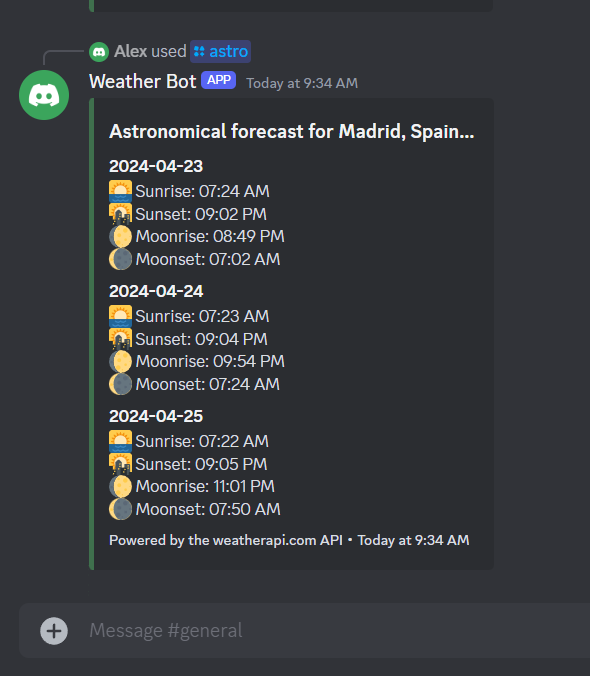 Alex used astro
Weather Bot APP Today at 9:34 AM
Astronomical forecast for Madrid, Spain...
2024-04-23
Sunrise: 07:24 AM
Sunset: 09:02 PM
Moonrise: 08:49 PM
Moonset: 07:02 AM
2024-04-24
Sunrise: 07:23 AM
Sunset: 09:04 PM
Moonrise: 09:54 PM
Moonset: 07:24 AM
2024-04-25
Sunrise: 07:22 AM
Sunset: 09:05 PM
Moonrise: 11:01 PM
Moonset: 07:50 AM
Powered by the weatherapi.com API • Today at 9:34 AM
Message #general